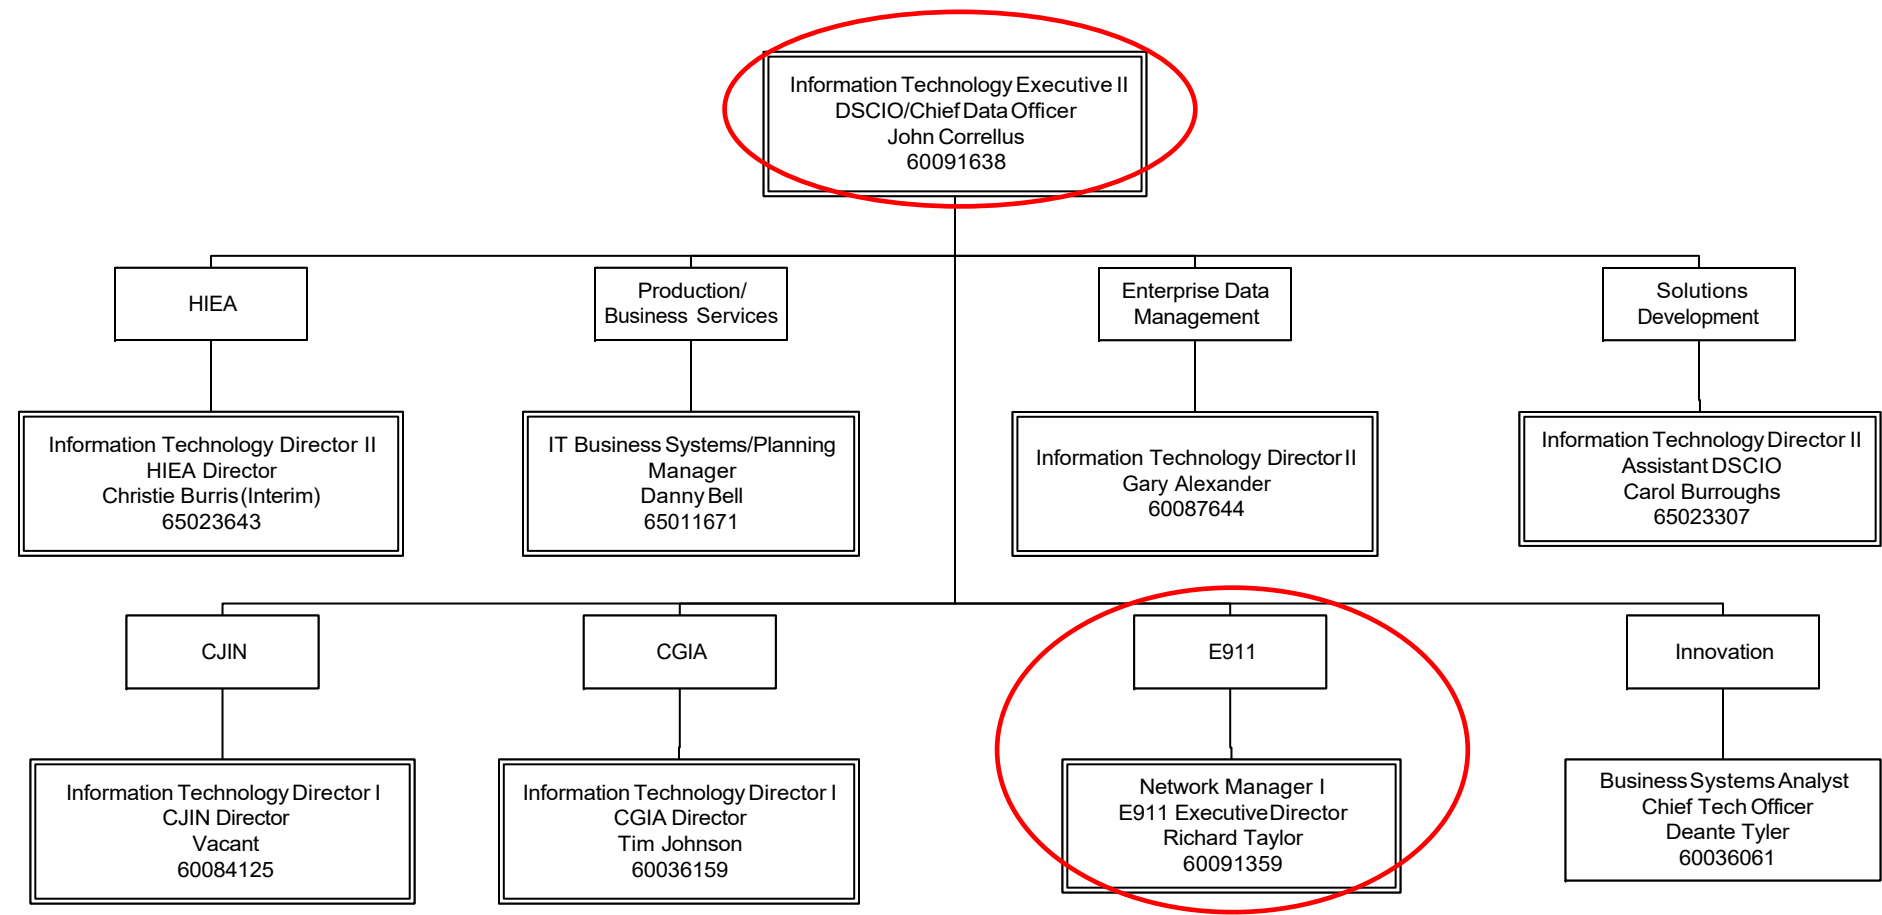 Information Technology Executive II
DSCIO/Chief Data Officer
John Correllus
60091638
HIEA
Production/
Business Services
Enterprise Data
Management
Solutions
Development
Information Technology Director II
HIEA Director
Christie Burris (Interim)
65023643
IT Business Systems/Planning
Manager
Danny Bell
65011671
Information Technology Director II
Gary Alexander
60087644
Information Technology Director II
Assistant DSCIO
Carol Burroughs
65023307
CJIN
CGIA
E911
Innovation
Information Technology Director I
CJIN Director
Vacant
60084125
Information Technology Director I
CGIA Director
Tim Johnson
60036159
Network Manager I
E911 Executive Director
Richard Taylor
60091359
Business Systems Analyst
Chief Tech Officer
Deante Tyler
60036061